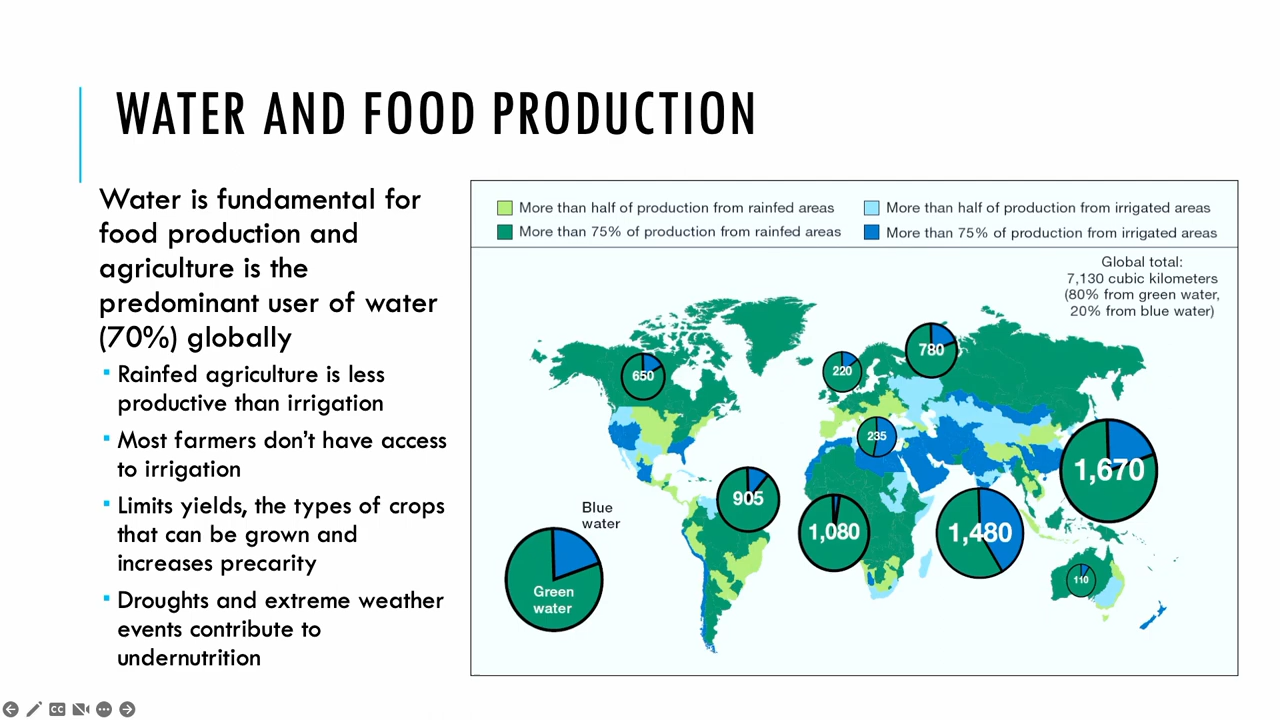 WATER AND FOOD PRODUCTION
Water is fundamental for
food production and
agriculture is the
predominant user of water
(70%) globally
Rainfed agriculture is less
productive than irrigation
Most farmers don't have access
to irrigation
Limits yields, the types of crops
that can be grown and
increases precarity
Droughts and extreme weather
events contribute to
undernutrition
More than half of production from rainfed areas
More than 75% of production from rainfed areas
More than half of production from irrigated areas
More than 75% of production from irrigated areas
Global total:
7,130 cubic kilometers
(80% from green water,
20% from blue water)
650
220
780
235
905
1,080
1,480
1,670
110
Blue
water
Green
water
CC